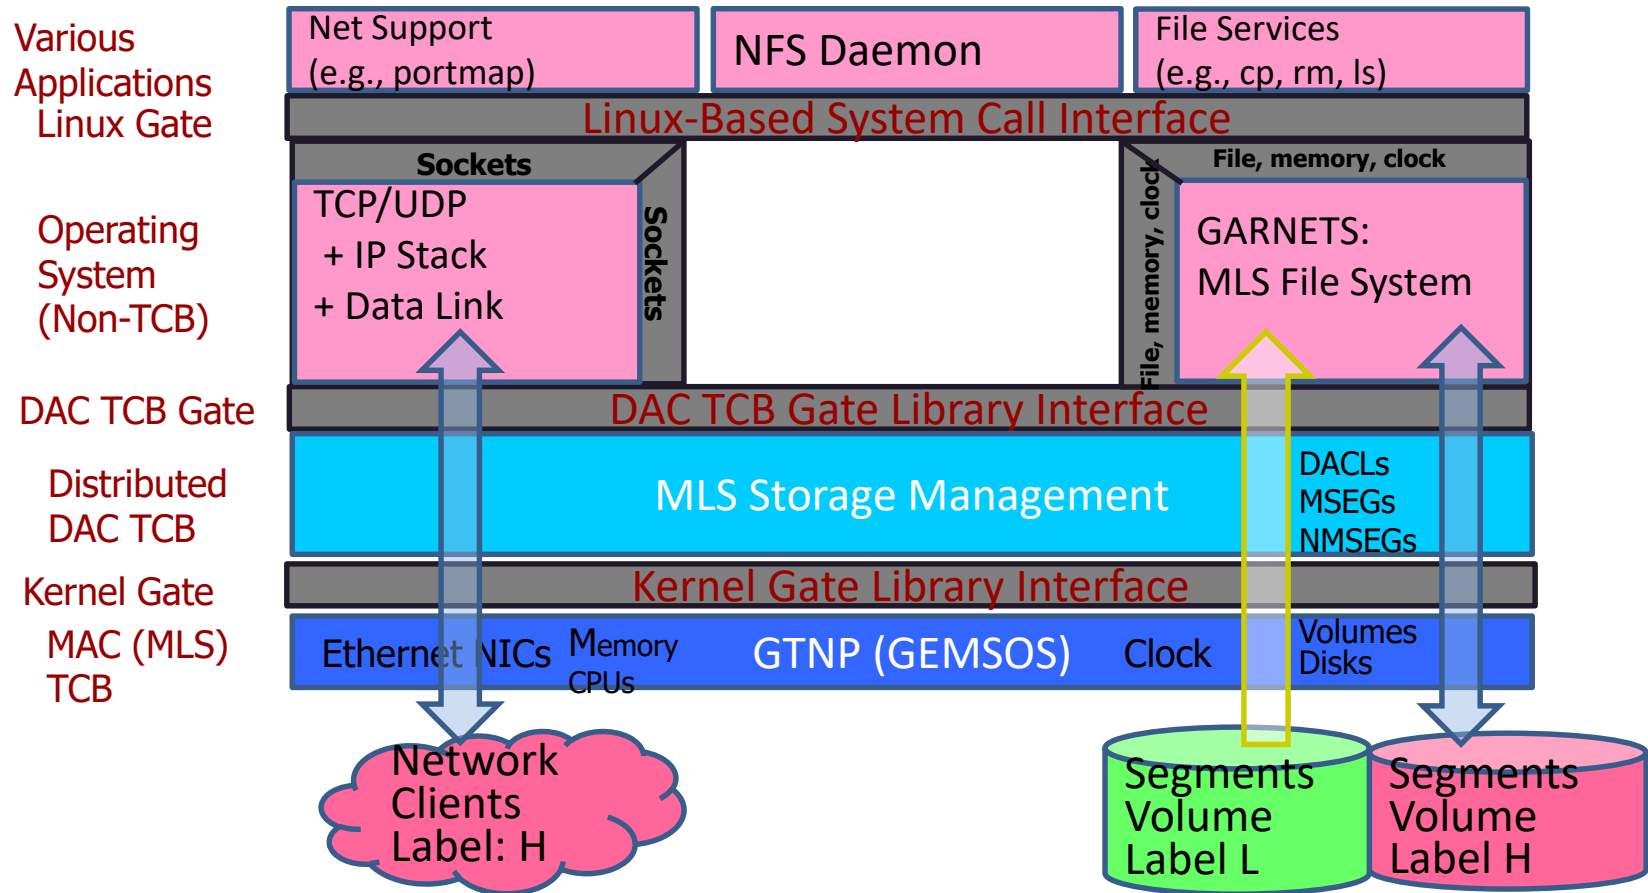 Various
Applications
Net Support
(e.g., portmap)
NFS Daemon
File Services
(e.g., cp, rm, ls)
Linux Gate
Linux-Based System Call Interface
Sockets
File, memory, clock
Operating
System
(Non-TCB)
TCP/UDP
+ IP Stack
+ Data Link
Sockets
File, memory, clock
GARNETS:
MLS File System
DAC TCB Gate
DAC TCB Gate Library Interface
Distributed
DAC TCB
MLS Storage Management
DACLs
MSEGs
NMSEGs
Kernel Gate
Kernel Gate Library Interface
MAC (MLS)
TCB
Ethernet NICs
Memory
CPUs
GTNP (GEMSOS)
Clock
Volumes
Disks
Network
Clients
Label: H
Segments
Volume
Label L
Segments
Volume
Label H